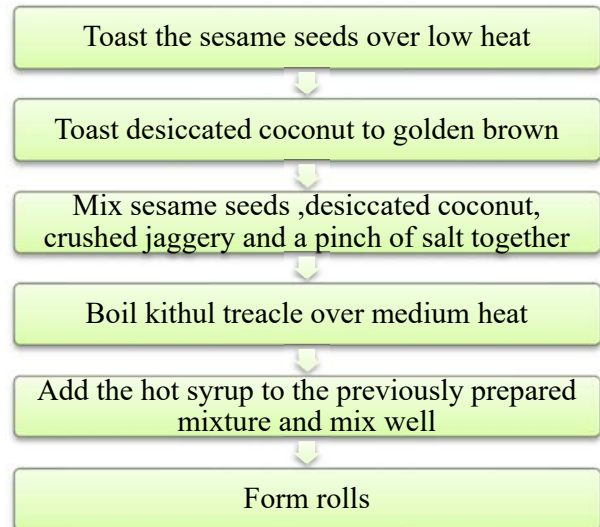 Toast the sesame seeds over low heat
Toast desiccated coconut to golden brown
Mix sesame seeds ,desiccated coconut,
crushed jaggery and a pinch of salt together
Boil kithul treacle over medium heat
Add the hot syrup to the previously prepared
mixture and mix well
Form rolls